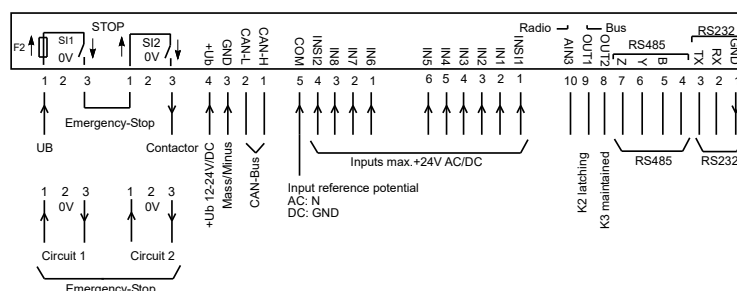 STOP
Radio Bus
F2 SI1 0V SI2 0V +Ub GND CAN-L CAN-H COM INSI2 IN8 IN7 IN6 IN5 IN4 IN3 IN2 IN1 INSI1 AIN3 OUT1 OUT2 RS485 Z Y B RS232 TX RX GND
1 2 3 1 2 3 4 3 2 1 5 4 3 2 1 6 5 4 3 2 1 10 9 8 7 6 5 4 3 2 1
Emergency-Stop
UB
Contactor
+Ub 12-24V/DC
Mass/Minus
CAN-Bus
Inputs max.+24V AC/DC
Input reference potential
AC: N
DC: GND
K2 latching
K3 maintained
RS485
RS232
1 2 3 1 2 3
0V 0V
Circuit 1 Circuit 2
Emergency-Stop